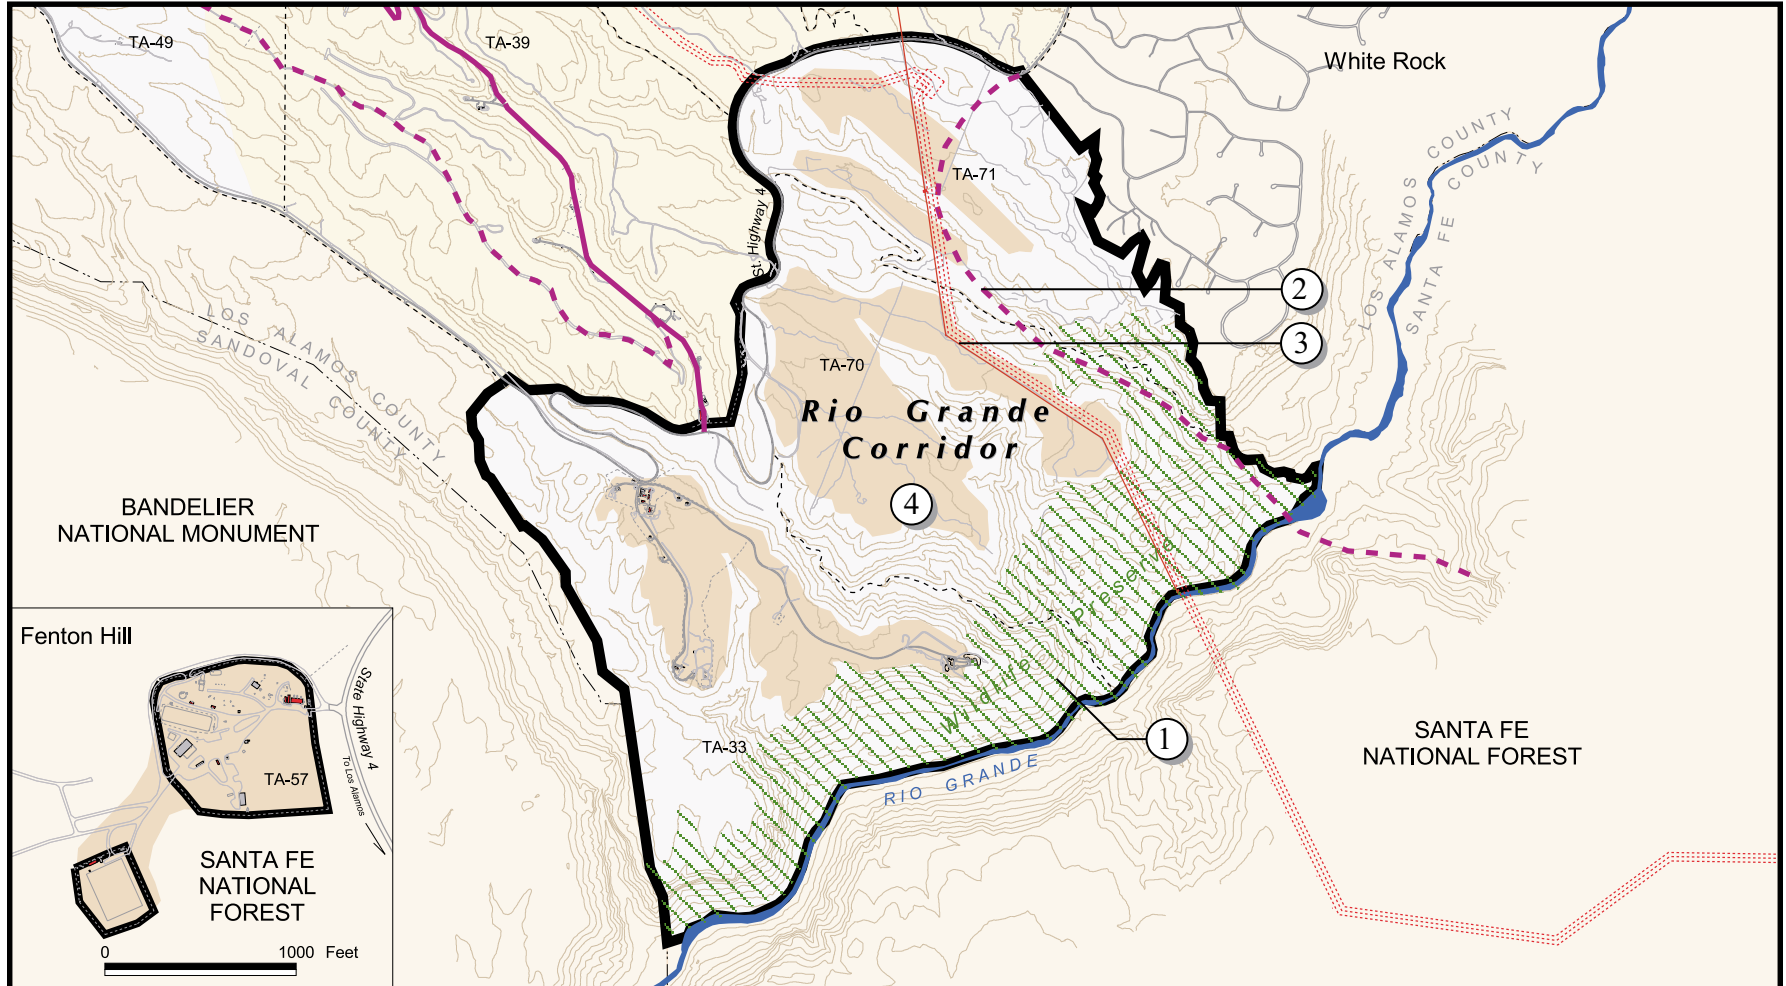 TA-49
TA-39
White Rock
TA-71
St. Highway 4
LOS ALAMOS COUNTY
SANTA FE COUNTY
2
3
LOS ALAMOS COUNTY
SANDOVAL COUNTY
TA-70
Rio Grande
Corridor
4
BANDELIER
NATIONAL MONUMENT
Wildlife Preserve
1
TA-33
RIO GRANDE
SANTA FE
NATIONAL FOREST
Fenton Hill
State Highway 4
To Los Alamos
TA-57
SANTA FE
NATIONAL
FOREST
0 1000 Feet